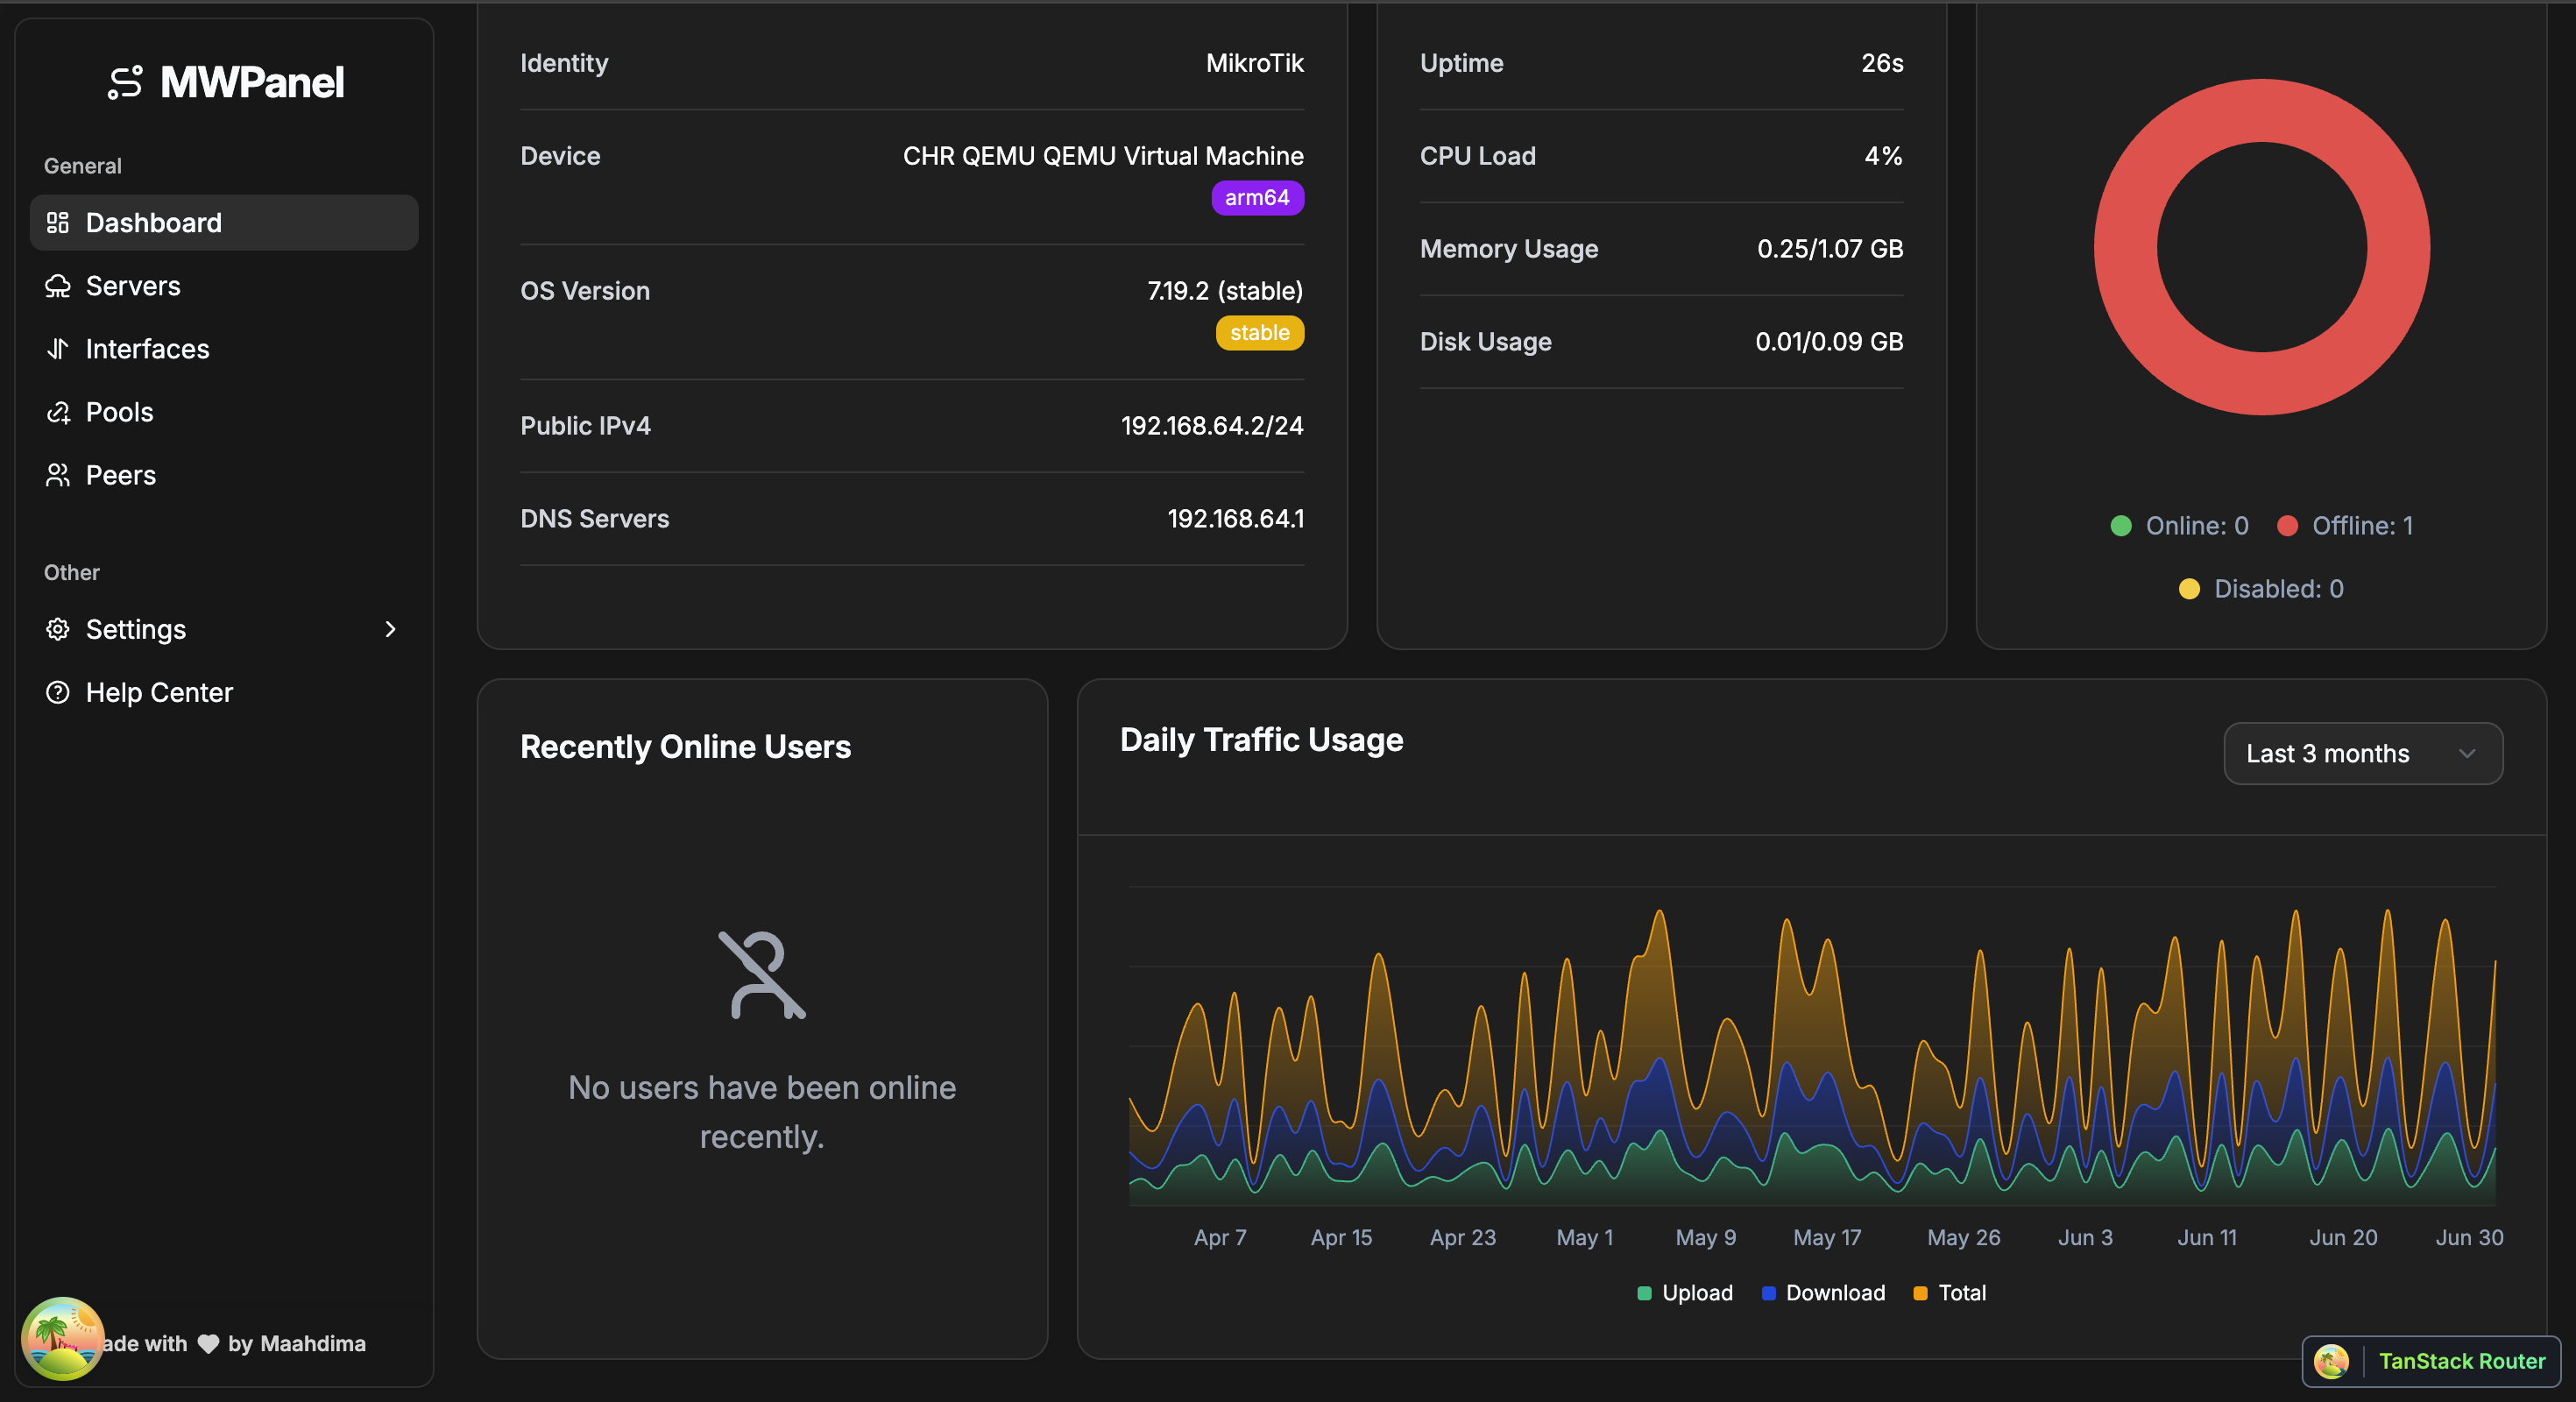 MWPanel
General
Dashboard
Servers
Interfaces
Pools
Peers
Other
Settings
Help Center
ade with by Maahdima
Identity MikroTik
Device CHR QEMU QEMU Virtual Machine
arm64
OS Version 7.19.2 (stable)
stable
Public IPv4 192.168.64.2/24
DNS Servers 192.168.64.1
Uptime 26s
CPU Load 4%
Memory Usage 0.25/1.07 GB
Disk Usage 0.01/0.09 GB
Online: 0 Offline: 1
Disabled: 0
Recently Online Users
No users have been online
recently.
Daily Traffic Usage
Last 3 months
Apr 7 Apr 15 Apr 23 May 1 May 9 May 17 May 26 Jun 3 Jun 11 Jun 20 Jun 30
Upload Download Total
TanStack Router